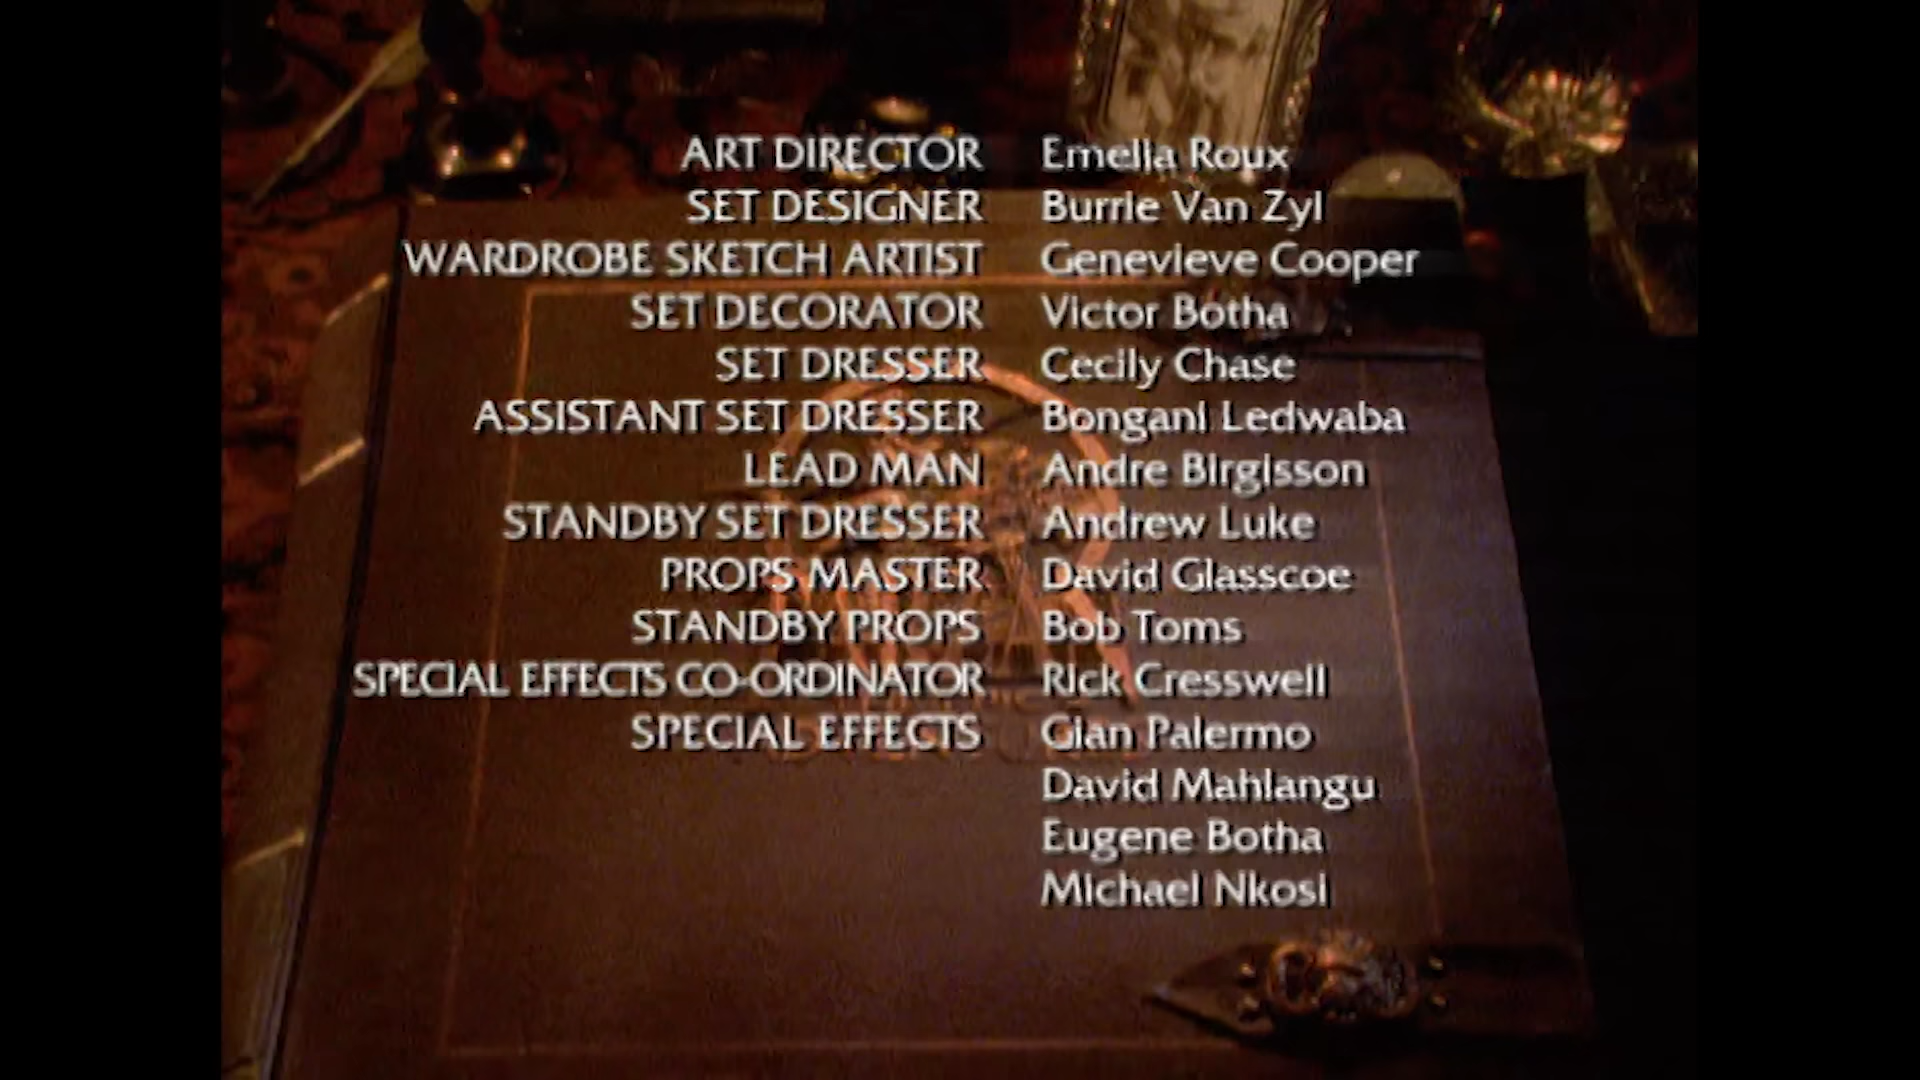 ART DIRECTOR Emelia Roux
SET DESIGNER Burrie Van Zyl
WARDROBE SKETCH ARTIST Genevieve Cooper
SET DECORATOR Victor Botha
SET DRESSER Cecily Chase
ASSISTANT SET DRESSER Bongani Ledwaba
LEAD MAN Andre Birgisson
STANDBY SET DRESSER Andrew Luke
PROPS MASTER David Glasscoe
STANDBY PROPS Bob Toms
SPECIAL EFFECTS CO-ORDINATOR Rick Cresswell
SPECIAL EFFECTS Gian Palermo
David Mahlangu
Eugene Botha
Michael Nkosi